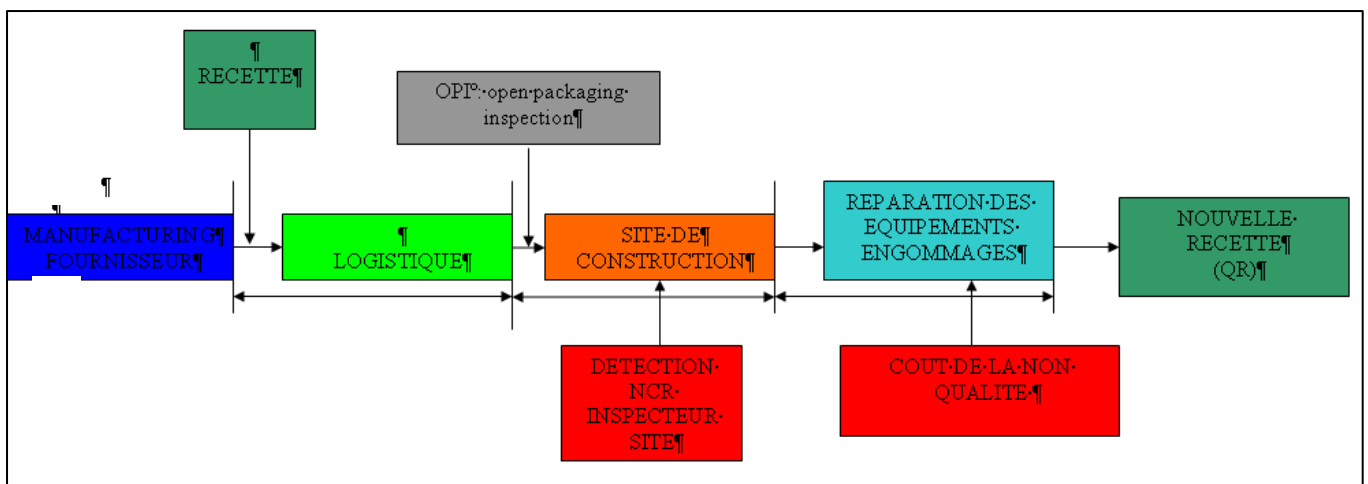 ¶
RECETTE¶
OPIº:·open·packaging·
inspection¶
¶
¶
MANUFACTURING¶
FOURNISSEUR¶
¶
LOGISTIQUE¶
SITE·DE¶
CONSTRUCTION¶
REPARATION·DES·
EQUIPEMENTS·
ENGOMMAGES¶
NOUVELLE·
RECETTE¶
(QR)¶
DETECTION·
NCR·
INSPECTEUR·
SITE¶
COUT·DE·LA·NON·
QUALITE·¶